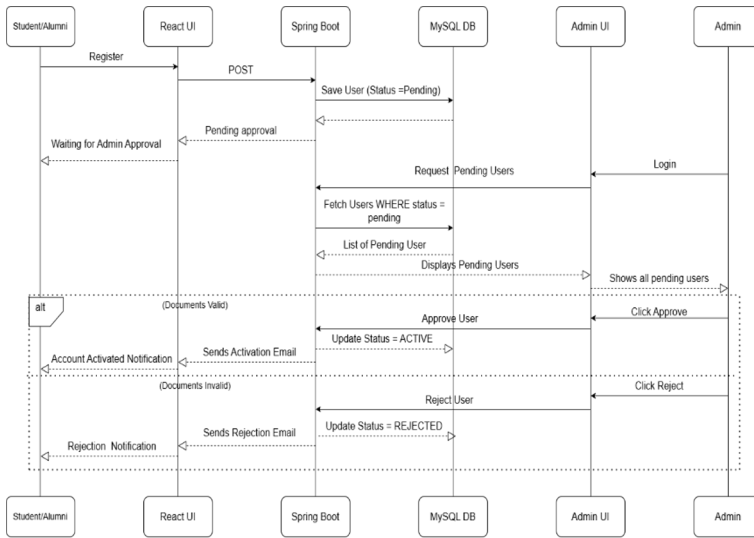 Student/Alumni
React UI
Spring Boot
MySQL DB
Admin UI
Admin
Register
POST
Save User (Status =Pending)
Pending approval
Waiting for Admin Approval
Login
Request Pending Users
Fetch Users WHERE status =
pending
List of Pending User
Displays Pending Users
Shows all pending users
alt
(Documents Valid)
Click Approve
Approve User
Update Status = ACTIVE
Sends Activation Email
Account Activated Notification
(Documents Invalid)
Click Reject
Reject User
Update Status = REJECTED
Sends Rejection Email
Rejection Notification
Student/Alumni
React UI
Spring Boot
MySQL DB
Admin UI
Admin